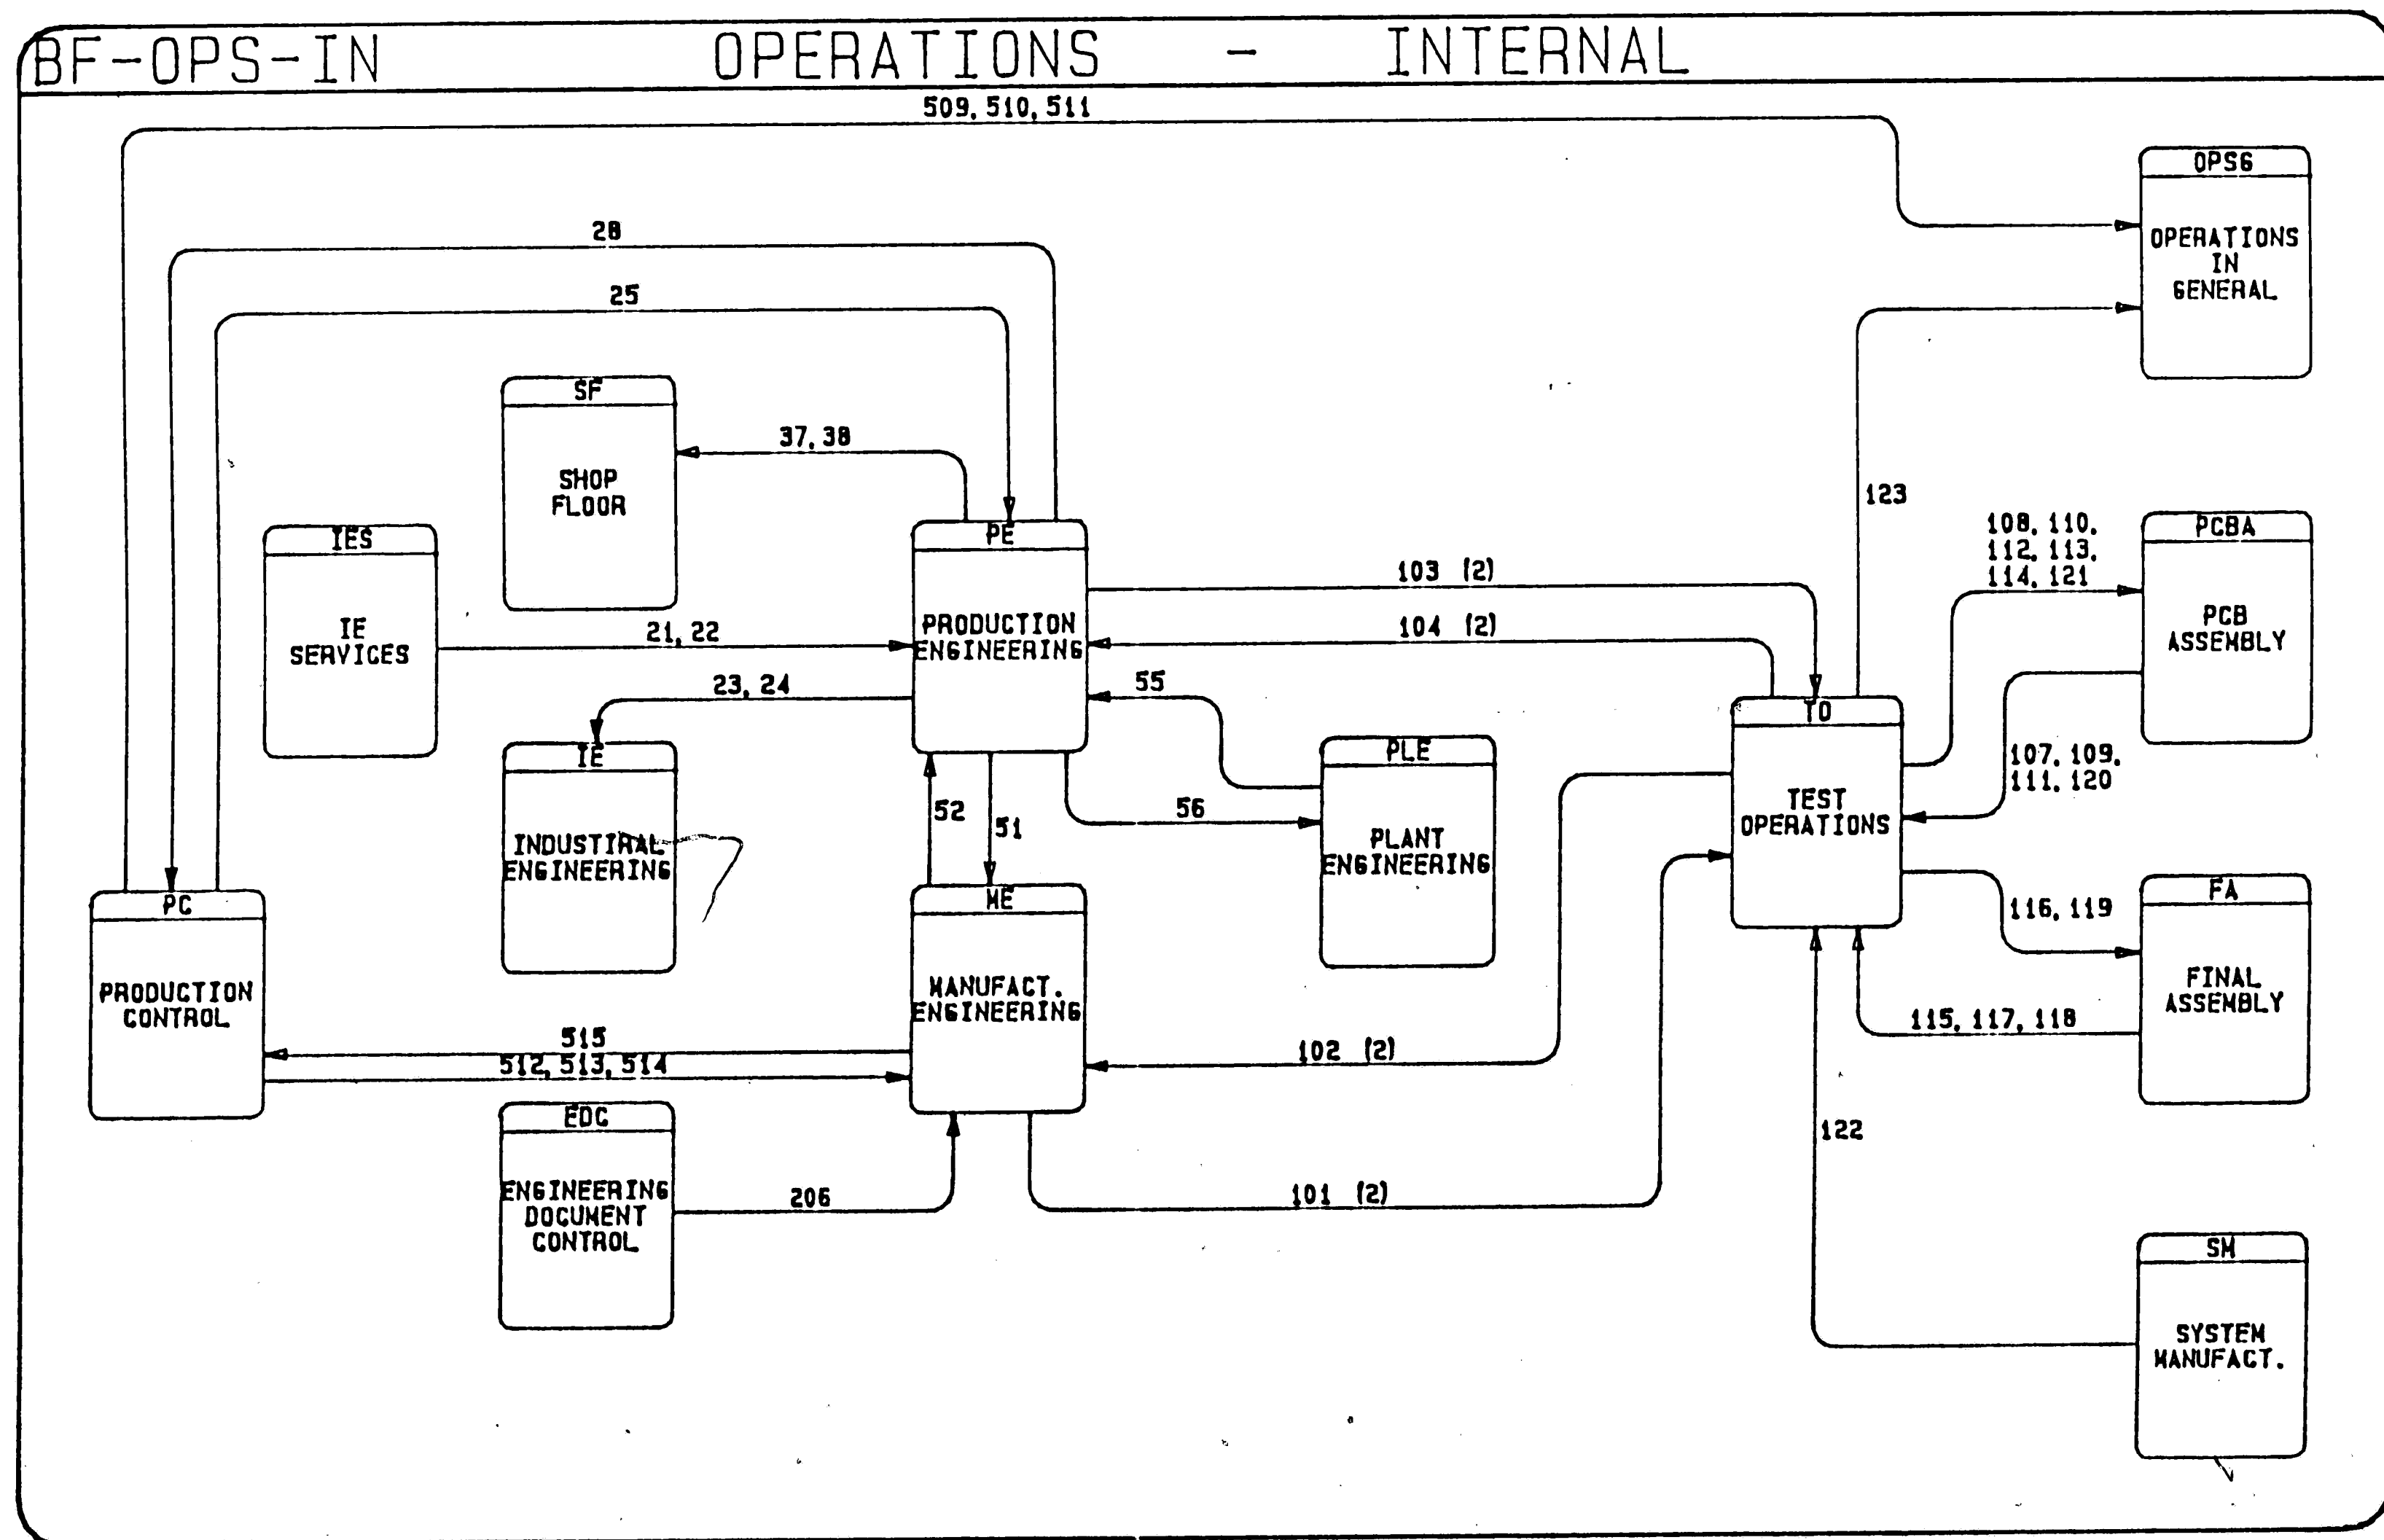 BF-OPS-IN OPERATIONS - INTERNAL
509, 510, 511
OPSG
OPERATIONS
IN
GENERAL
28
25
SF
SHOP
FLOOR
37, 38
123
IES
IE
SERVICES
PE
PRODUCTION
ENGINEERING
108, 110,
112, 113,
114, 121
PCBA
PCB
ASSEMBLY
103 (2)
104 (2)
21, 22
23, 24
55
TO
TEST
OPERATIONS
107, 109,
111, 120
IE
INDUSTIRAL
ENGINEERING
52
51
56
PLE
PLANT
ENGINEERING
PC
PRODUCTION
CONTROL
ME
MANUFACT.
ENGINEERING
116, 119
FA
FINAL
ASSEMBLY
115, 117, 118
515
512, 513, 514
102 (2)
EDC
ENGINEERING
DOCUMENT
CONTROL
206
101 (2)
122
SM
SYSTEM
MANUFACT.